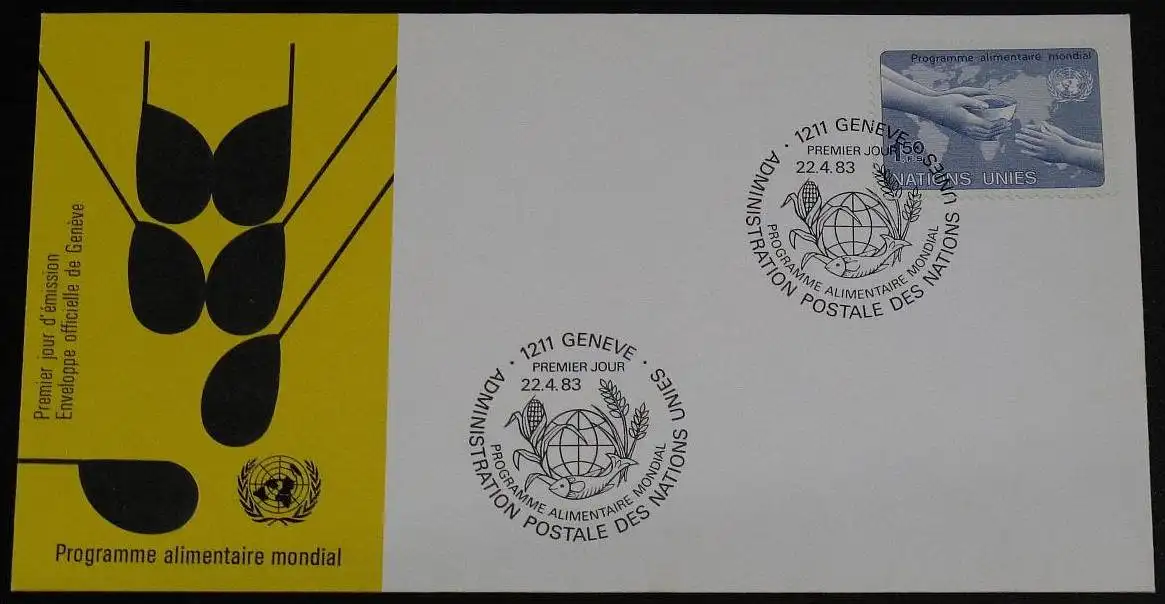 Premier jour d'émission
Enveloppe officielle de Genève
Programme alimentaire mondial
Programme alimentaire mondial
1.50
F.S.
NATIONS UNIES
· 1211 GENEVE ·
PREMIER JOUR
22.4.83
PROGRAMME ALIMENTAIRE MONDIAL
ADMINISTRATION POSTALE DES NATIONS UNIES
· 1211 GENEVE ·
PREMIER JOUR
22.4.83
PROGRAMME ALIMENTAIRE MONDIAL
ADMINISTRATION POSTALE DES NATIONS UNIES